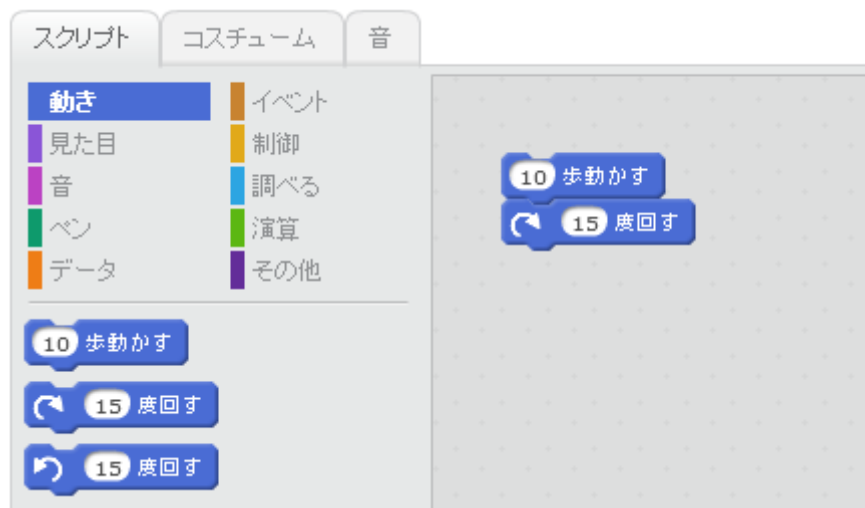 スクリプト コスチューム 音
動き イベント
見た目 制御
音 調べる
ペン 演算
データ その他
10 歩動かす
15 度回す
15 度回す
10 歩動かす
15 度回す